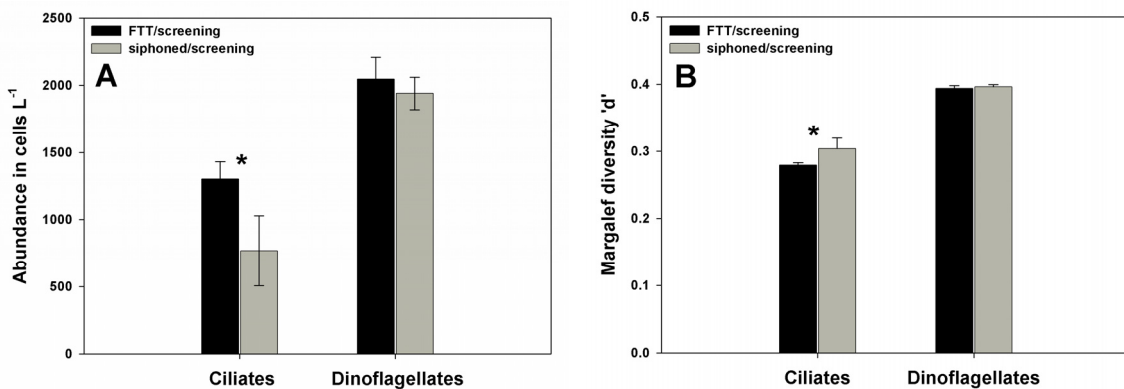 2500
2000
1500
1000
500
0
Abundance in cells L⁻¹
FTT/screening
siphoned/screening
A
*
Ciliates Dinoflagellates
0.5
0.4
0.3
0.2
0.1
0.0
Margalef diversity 'd'
FTT/screening
siphoned/screening
B
*
Ciliates Dinoflagellates